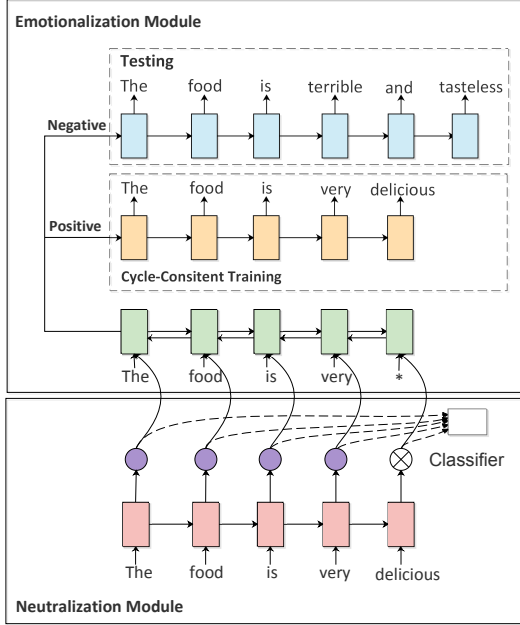 Emotionalization Module
Testing
The food is terrible and tasteless
Negative
The food is very delicious
Positive
Cycle-Consitent Training
The food is very *
Classifier
The food is very delicious
Neutralization Module